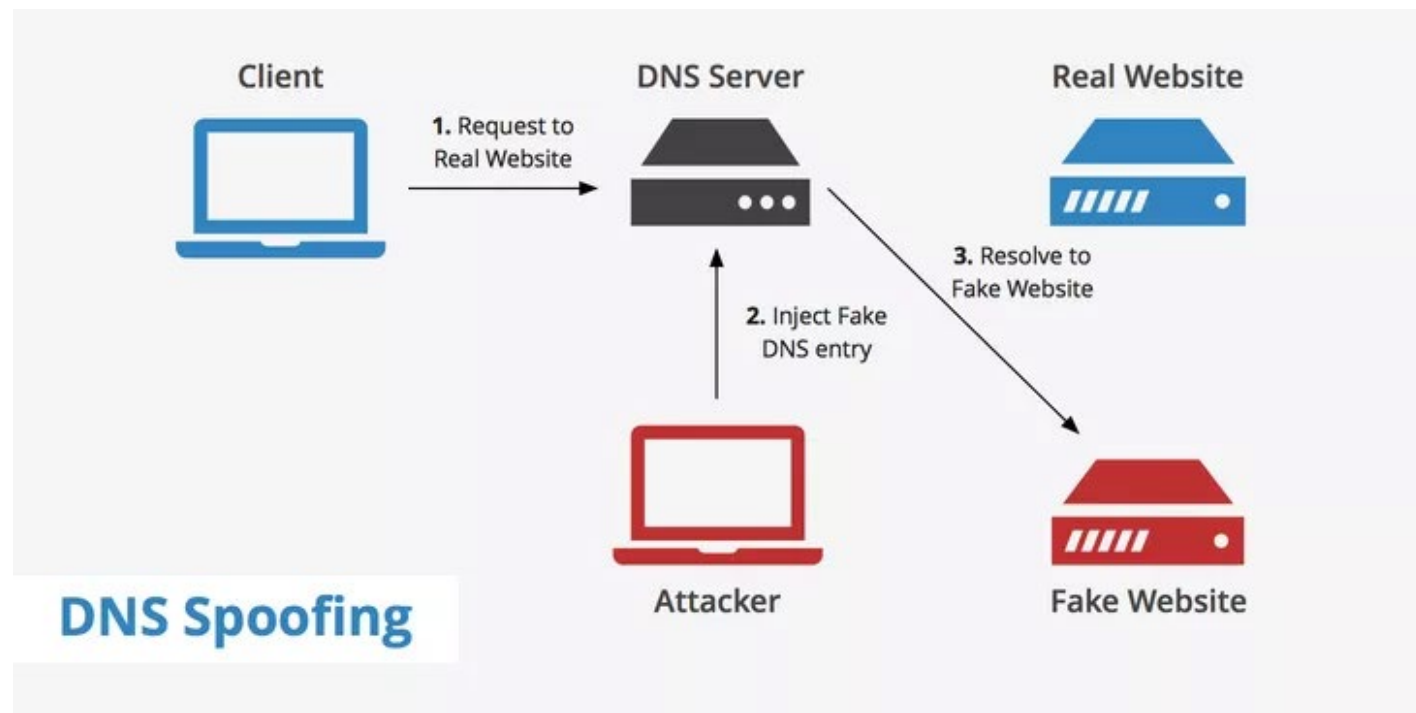 Client
DNS Server
Real Website
1. Request to
Real Website
3. Resolve to
Fake Website
2. Inject Fake
DNS entry
Attacker
Fake Website
DNS Spoofing